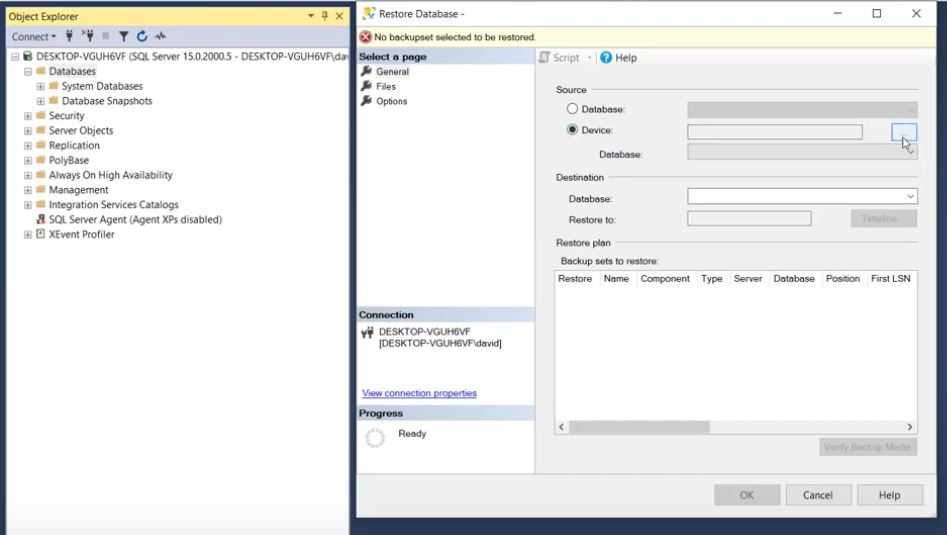 Object Explorer
Connect
DESKTOP-VGUH6VF (SQL Server 15.0.2000.5 - DESKTOP-VGUH6VF\dav
Databases
System Databases
Database Snapshots
Security
Server Objects
Replication
PolyBase
Always On High Availability
Management
Integration Services Catalogs
SQL Server Agent (Agent XPs disabled)
XEvent Profiler
Restore Database -
No backupset selected to be restored.
Select a page
General
Files
Options
Connection
DESKTOP-VGUH6VF
[DESKTOP-VGUH6VF\david]
View connection properties
Progress
Ready
Script
Help
Source
Database:
Device:
...
Database:
Destination
Database:
Restore to:
Timeline...
Restore plan
Backup sets to restore:
Restore Name Component Type Server Database Position First LSN
Verify Backup Media
OK Cancel Help